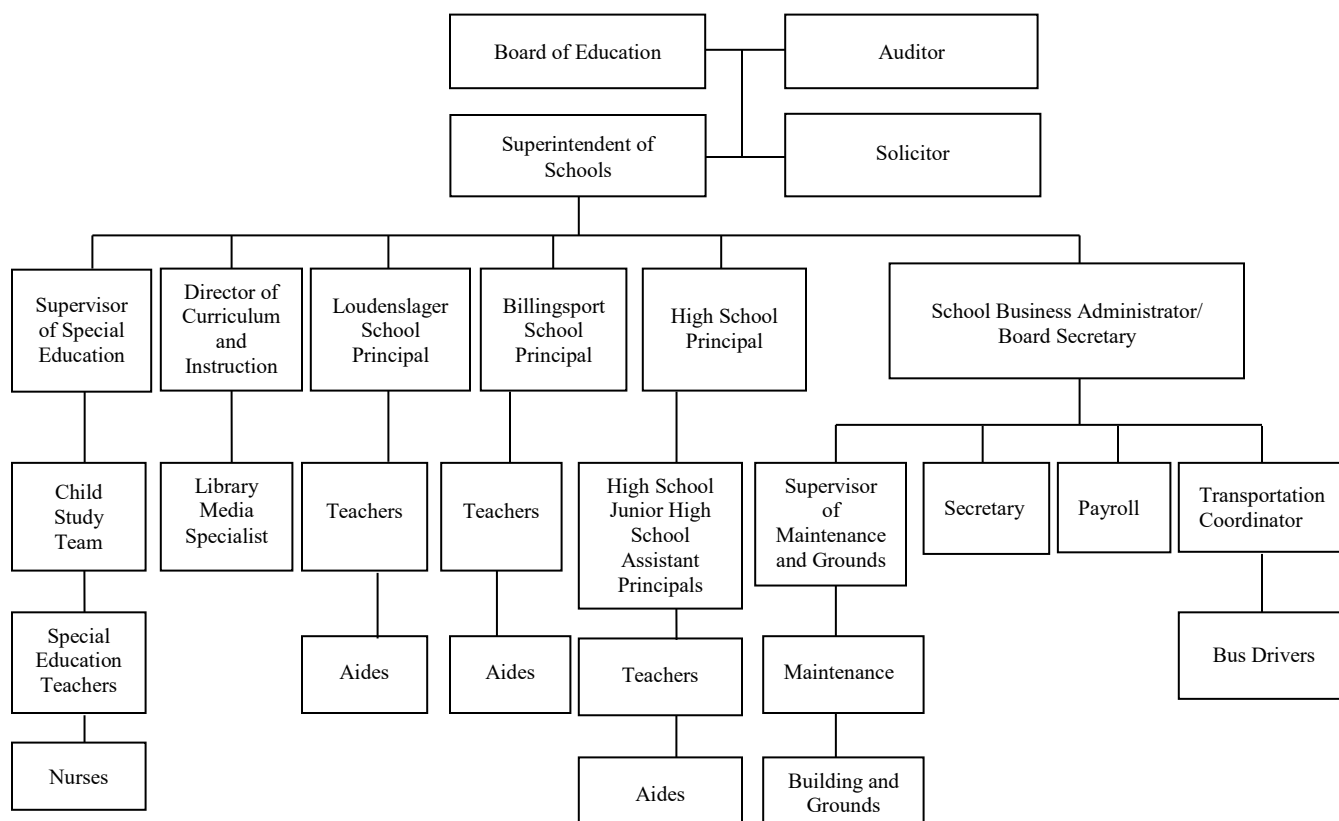 Board of Education
Auditor
Superintendent of
Schools
Solicitor
Supervisor
of Special
Education
Director of
Curriculum
and
Instruction
Loudenslager
School
Principal
Billingsport
School
Principal
High School
Principal
School Business Administrator/
Board Secretary
Child
Study
Team
Library
Media
Specialist
Teachers
Teachers
High School
Junior High
School
Assistant
Principals
Supervisor
of
Maintenance
and Grounds
Secretary
Payroll
Transportation
Coordinator
Special
Education
Teachers
Aides
Aides
Teachers
Maintenance
Bus Drivers
Nurses
Aides
Building and
Grounds